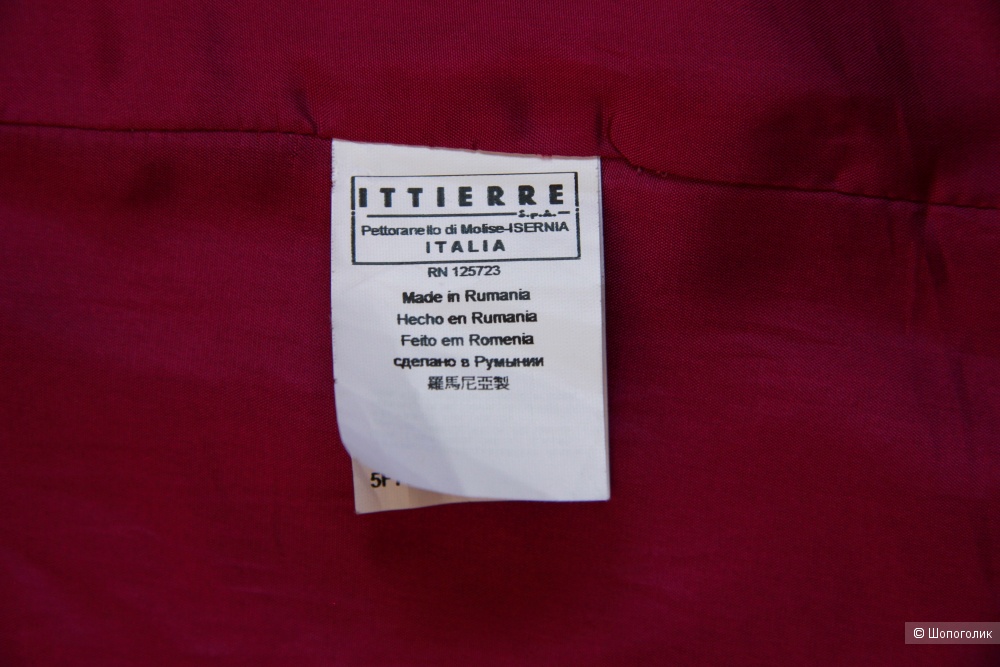 ITTIERRE
S.p.A.
Pettoranello di Molise-ISERNIA
ITALIA
RN 125723
Made in Rumania
Hecho en Rumania
Feito em Romenia
сделано в Румынии
羅馬尼亞製
© Шопоголик